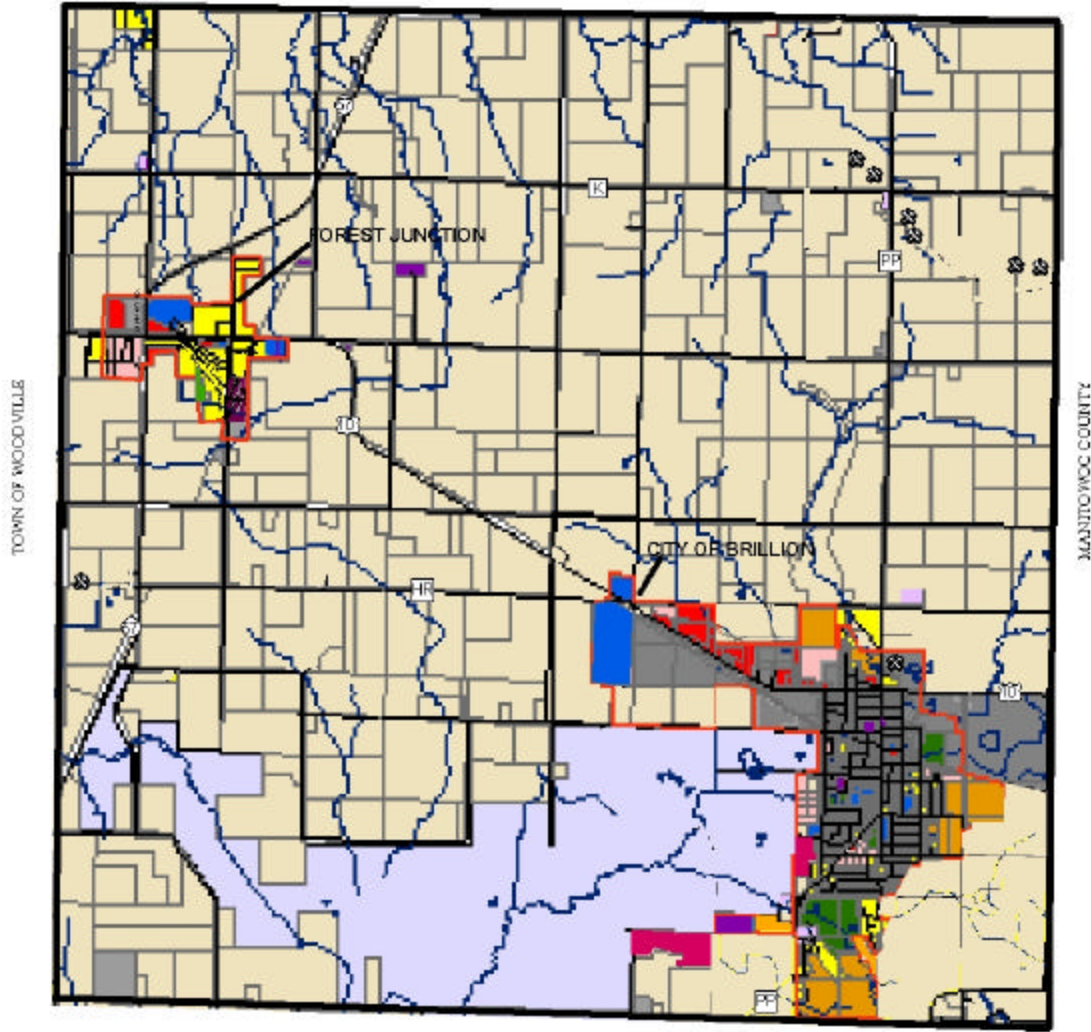 57
K
FOREST JUNCTION
PP
TOWN OF WOODVILLE
MANITOWOC COUNTY
10
CITY OF BRILLION
HR
57
10
PP